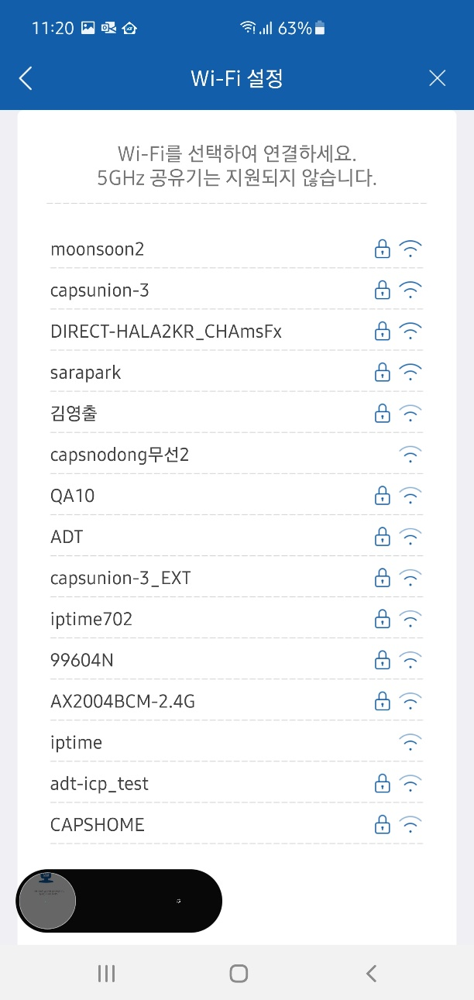 11:20 63%
Wi-Fi 설정
Wi-Fi를 선택하여 연결하세요.
5GHz 공유기는 지원되지 않습니다.
moonsoon2
capsunion-3
DIRECT-HALA2KR_CHAmsFx
sarapark
김영출
capsnodong무선2
QA10
ADT
capsunion-3_EXT
iptime702
99604N
AX2004BCM-2.4G
iptime
adt-icp_test
CAPSHOME